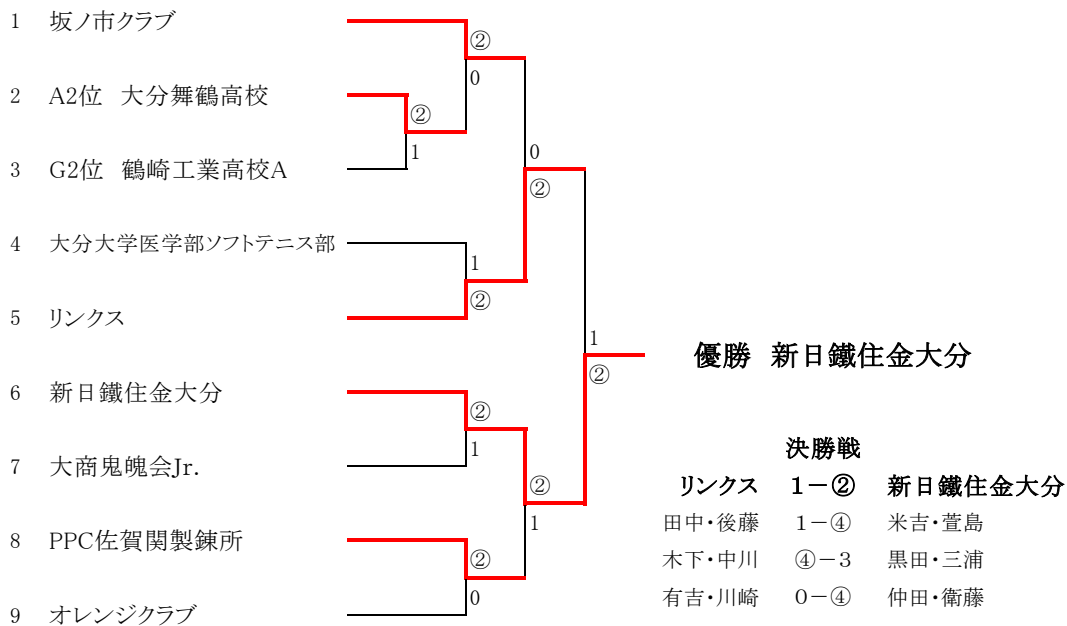 1 坂ノ市クラブ
②
0
2 A2位 大分舞鶴高校
②
1
3 G2位 鶴崎工業高校A
0
②
4 大分大学医学部ソフトテニス部
1
②
5 リンクス
1
②
優勝 新日鐵住金大分
6 新日鐵住金大分
②
1
7 大商鬼魄会Jr.
②
1
8 PPC佐賀関製錬所
②
0
9 オレンジクラブ
決勝戦
リンクス 1-② 新日鐵住金大分
田中・後藤 1-④ 米吉・萱島
木下・中川 ④-3 黒田・三浦
有吉・川崎 0-④ 仲田・衛藤